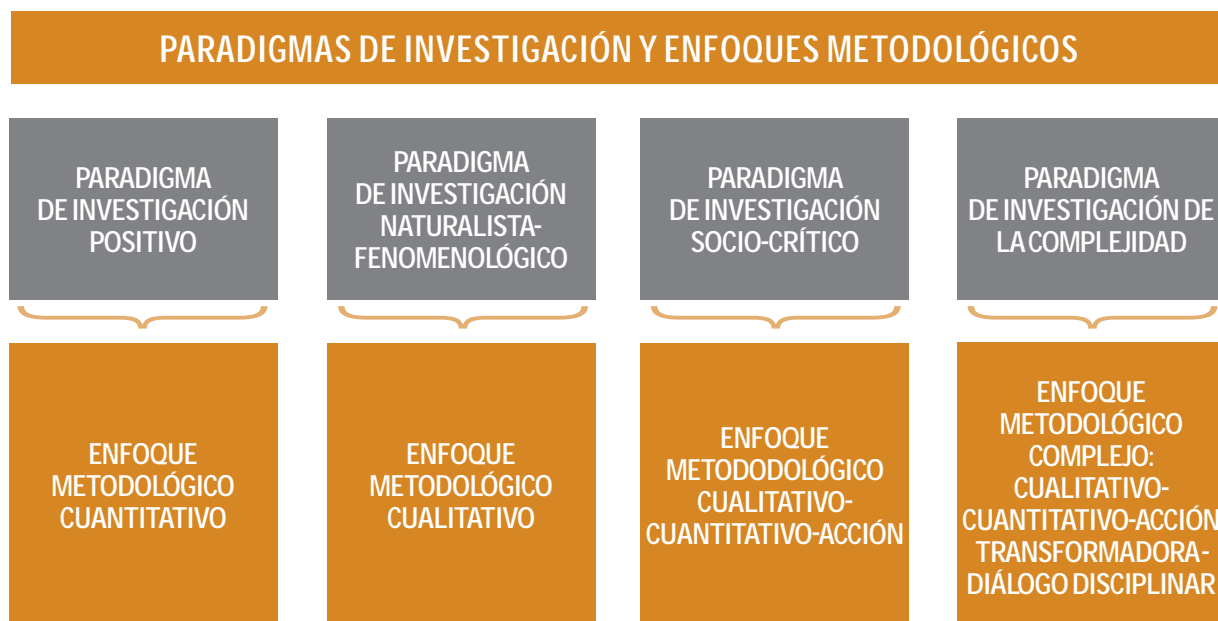 PARADIGMAS DE INVESTIGACIÓN Y ENFOQUES METODOLÓGICOS
PARADIGMA
DE INVESTIGACIÓN
POSITIVO
PARADIGMA
DE INVESTIGACIÓN
NATURALISTA-
FENOMENOLÓGICO
PARADIGMA
DE INVESTIGACIÓN
SOCIO-CRÍTICO
PARADIGMA
DE INVESTIGACIÓN DE
LA COMPLEJIDAD
ENFOQUE
METODOLÓGICO
CUANTITATIVO
ENFOQUE
METODOLÓGICO
CUALITATIVO
ENFOQUE
METODODOLÓGICO
CUALITATIVO-
CUANTITATIVO-ACCIÓN
ENFOQUE
METODOLÓGICO
COMPLEJO:
CUALITATIVO-
CUANTITATIVO-ACCIÓN
TRANSFORMADORA-
DIÁLOGO DISCIPLINAR